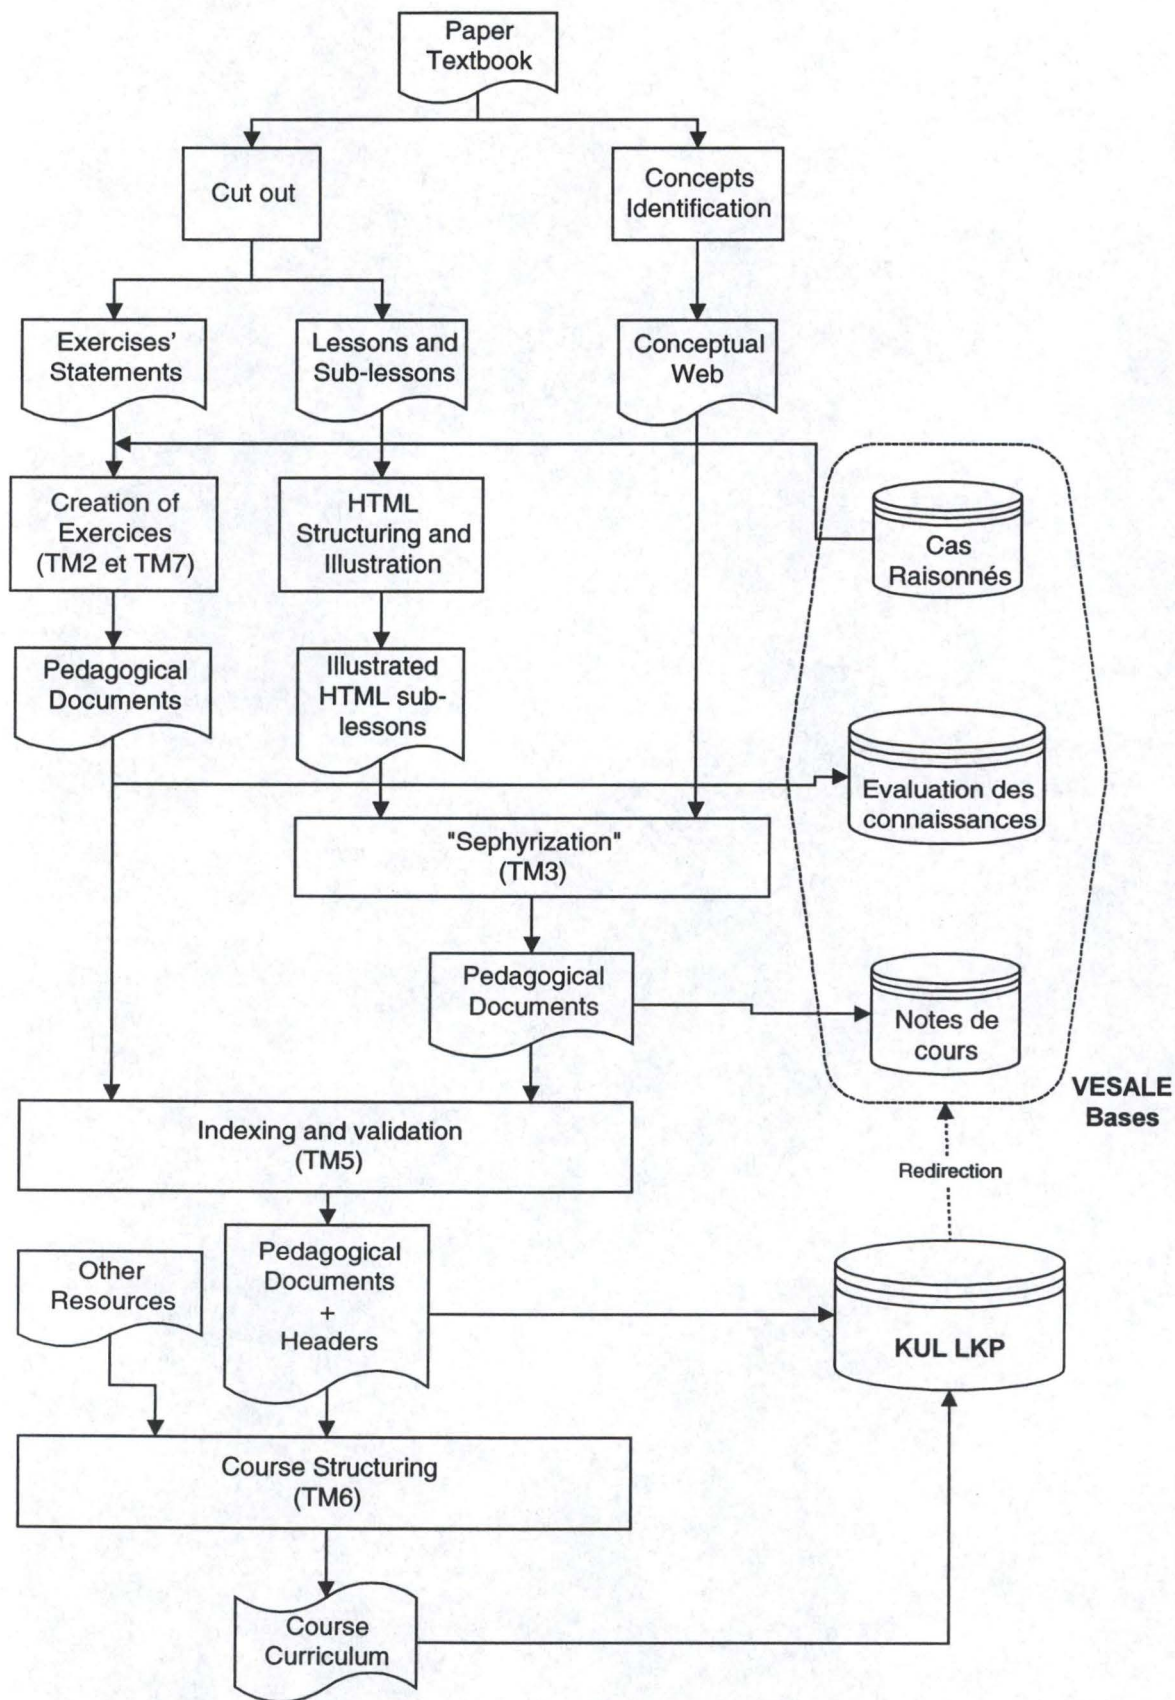 Paper
Textbook
Cut out
Concepts
Identification
Exercises'
Statements
Lessons and
Sub-lessons
Conceptual
Web
Creation of
Exercices
(TM2 et TM7)
HTML
Structuring and
Illustration
Cas
Raisonnés
Pedagogical
Documents
Illustrated
HTML sub-
lessons
Evaluation des
connaissances
"Sephyrization"
(TM3)
Pedagogical
Documents
Notes de
cours
VESALE
Bases
Indexing and validation
(TM5)
Redirection
Other
Resources
Pedagogical
Documents
+
Headers
KUL LKP
Course Structuring
(TM6)
Course
Curriculum